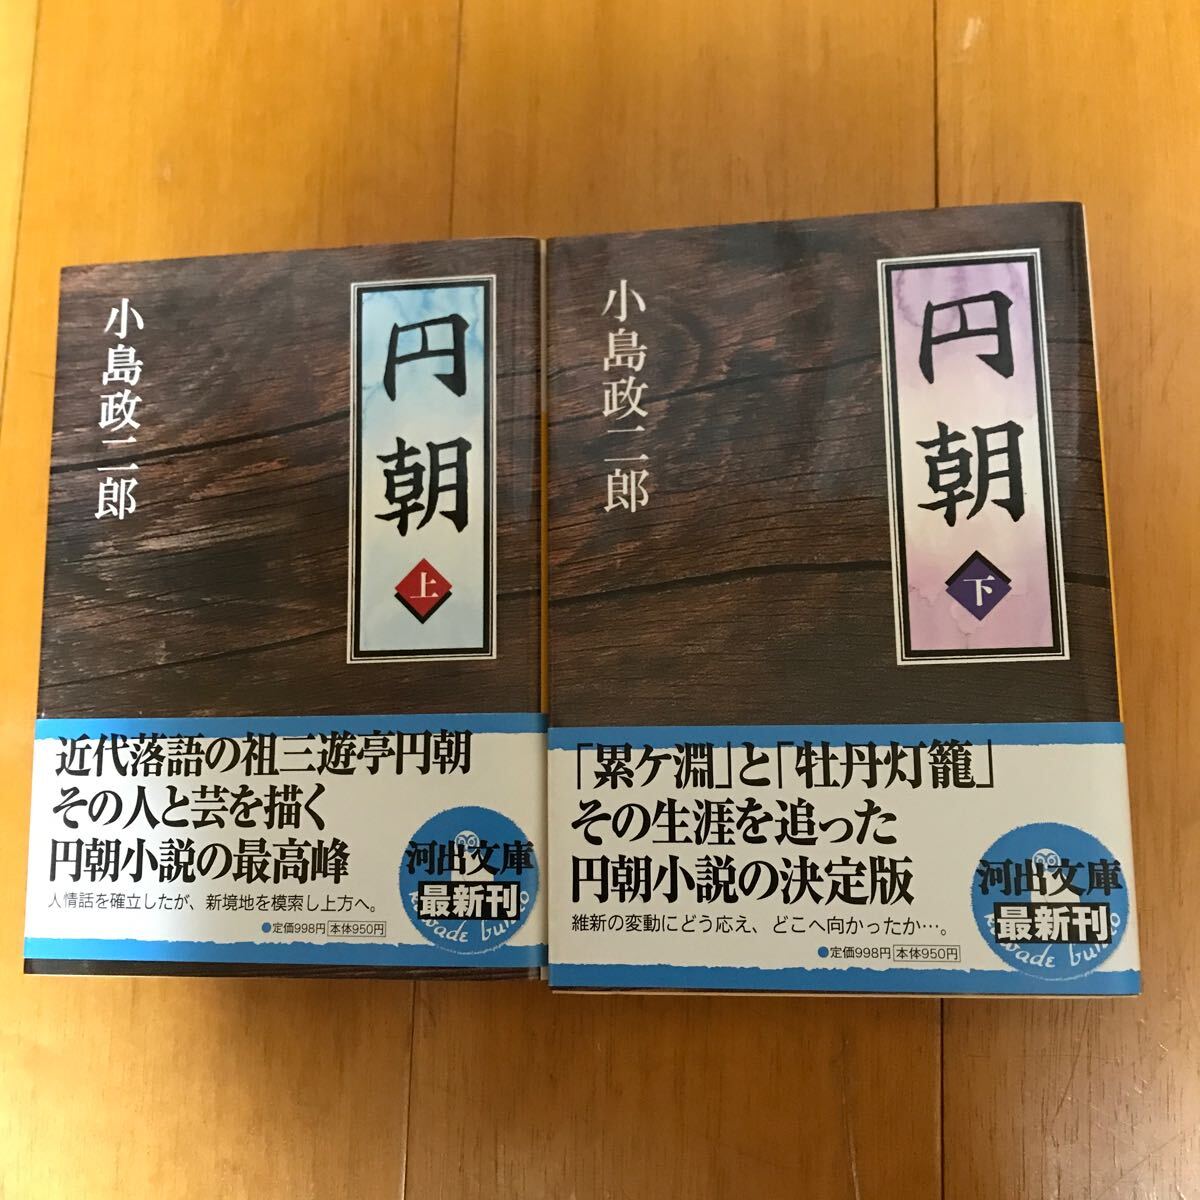 円朝
上
小島政二郎
近代落語の祖三遊亭円朝
その人と芸を描く
円朝小説の最高峰
人情話を確立したが、新境地を模索し上方へ。
●定価998円 本体950円
河出文庫
最新刊
円朝
下
小島政二郎
「累ケ淵」と「牡丹灯籠」
その生涯を追った
円朝小説の決定版
維新の変動にどう応え、どこへ向かったか…。
●定価998円 本体950円
河出文庫
最新刊